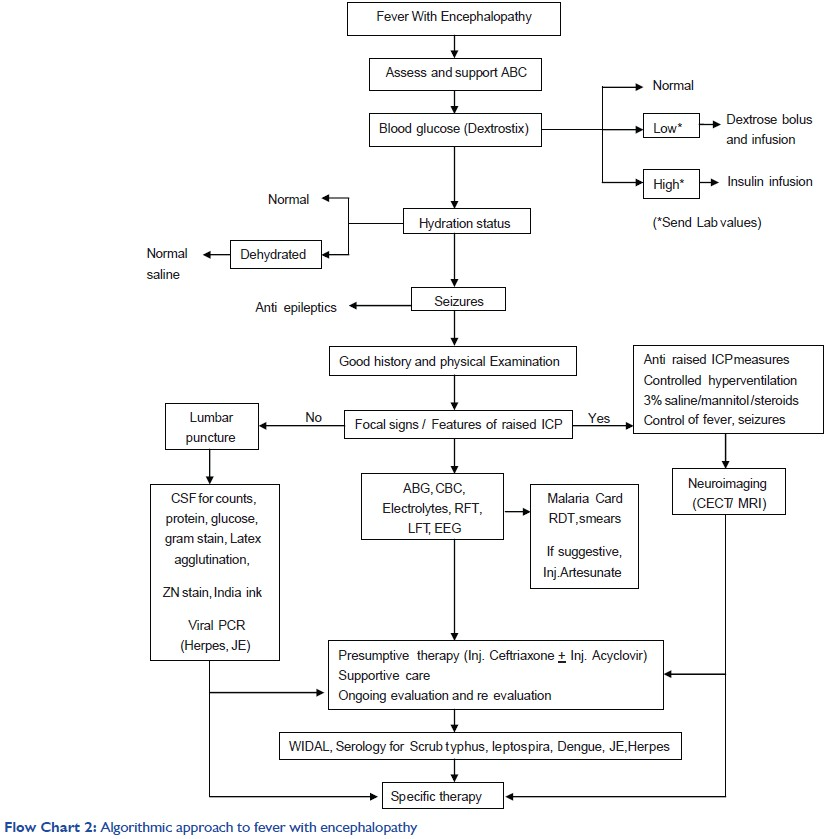 Fever With Encephalopathy
Assess and support ABC
Blood glucose (Dextrostix)
Normal
Low*
Dextrose bolus
and infusion
High*
Insulin infusion
(*Send Lab values)
Hydration status
Normal
Dehydrated
Normal
saline
Seizures
Anti epileptics
Good history and physical Examination
Focal signs / Features of raised ICP
No
Yes
Lumbar
puncture
Anti raised ICP measures
Controlled hyperventilation
3% saline/mannitol/steroids
Control of fever, seizures
CSF for counts,
protein, glucose,
gram stain, Latex
agglutination,
ZN stain, India ink
Viral PCR
(Herpes, JE)
ABG, CBC,
Electrolytes, RFT,
LFT, EEG
Malaria Card
RDT, smears
If suggestive,
Inj.Artesunate
Neuroimaging
(CECT/ MRI)
Presumptive therapy (Inj. Ceftriaxone ± Inj. Acyclovir)
Supportive care
Ongoing evaluation and re evaluation
WIDAL, Serology for Scrub typhus, leptospira, Dengue, JE,Herpes
Specific therapy
Flow Chart 2: Algorithmic approach to fever with encephalopathy